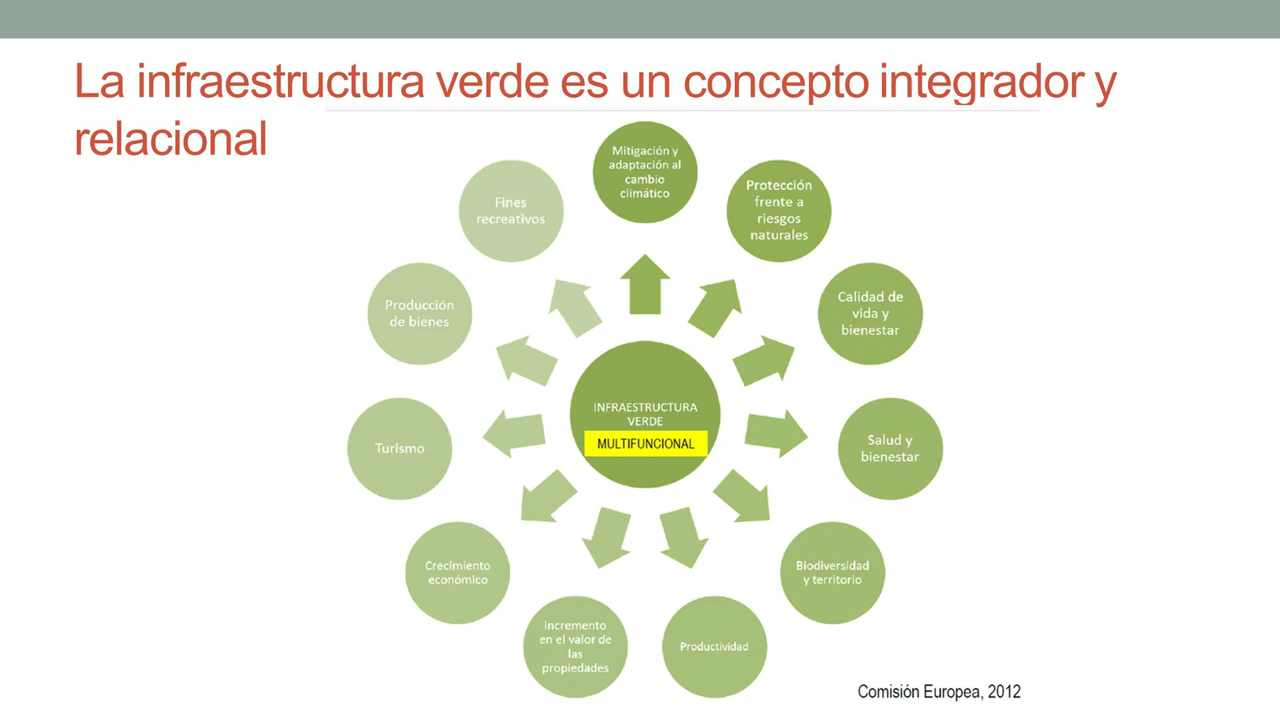 La infraestructura verde es un concepto integrador y
relacional
Mitigación y
adaptación al
cambio
climático
Protección
frente a
riesgos
naturales
Calidad de
vida y
bienestar
Salud y
bienestar
Biodiversidad
y territorio
Productividad
Incremento
en el valor de
las
propiedades
Crecimiento
económico
Turismo
Producción
de bienes
Fines
recreativos
INFRAESTRUCTURA
VERDE
MULTIFUNCIONAL
Comisión Europea, 2012